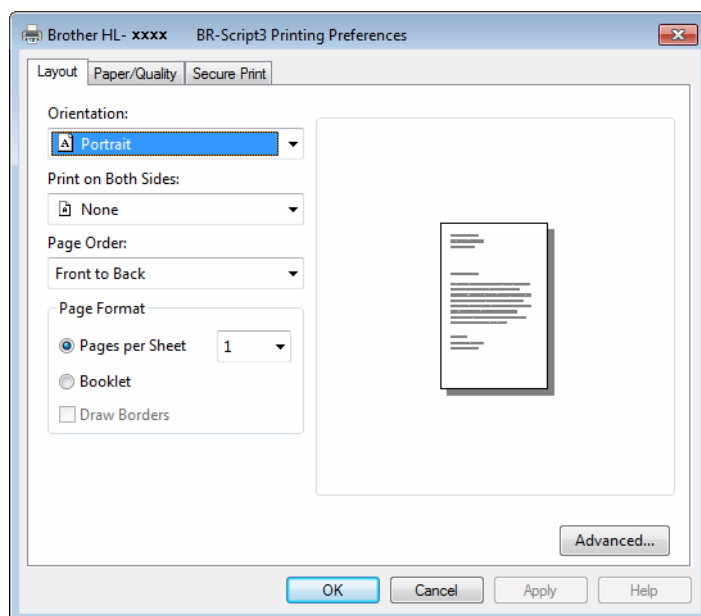 Brother HL- xxxx BR-Script3 Printing Preferences
Layout Paper/Quality Secure Print
Orientation:
A Portrait
Print on Both Sides:
None
Page Order:
Front to Back
Page Format
Pages per Sheet 1
Booklet
Draw Borders
Advanced...
OK Cancel Apply Help